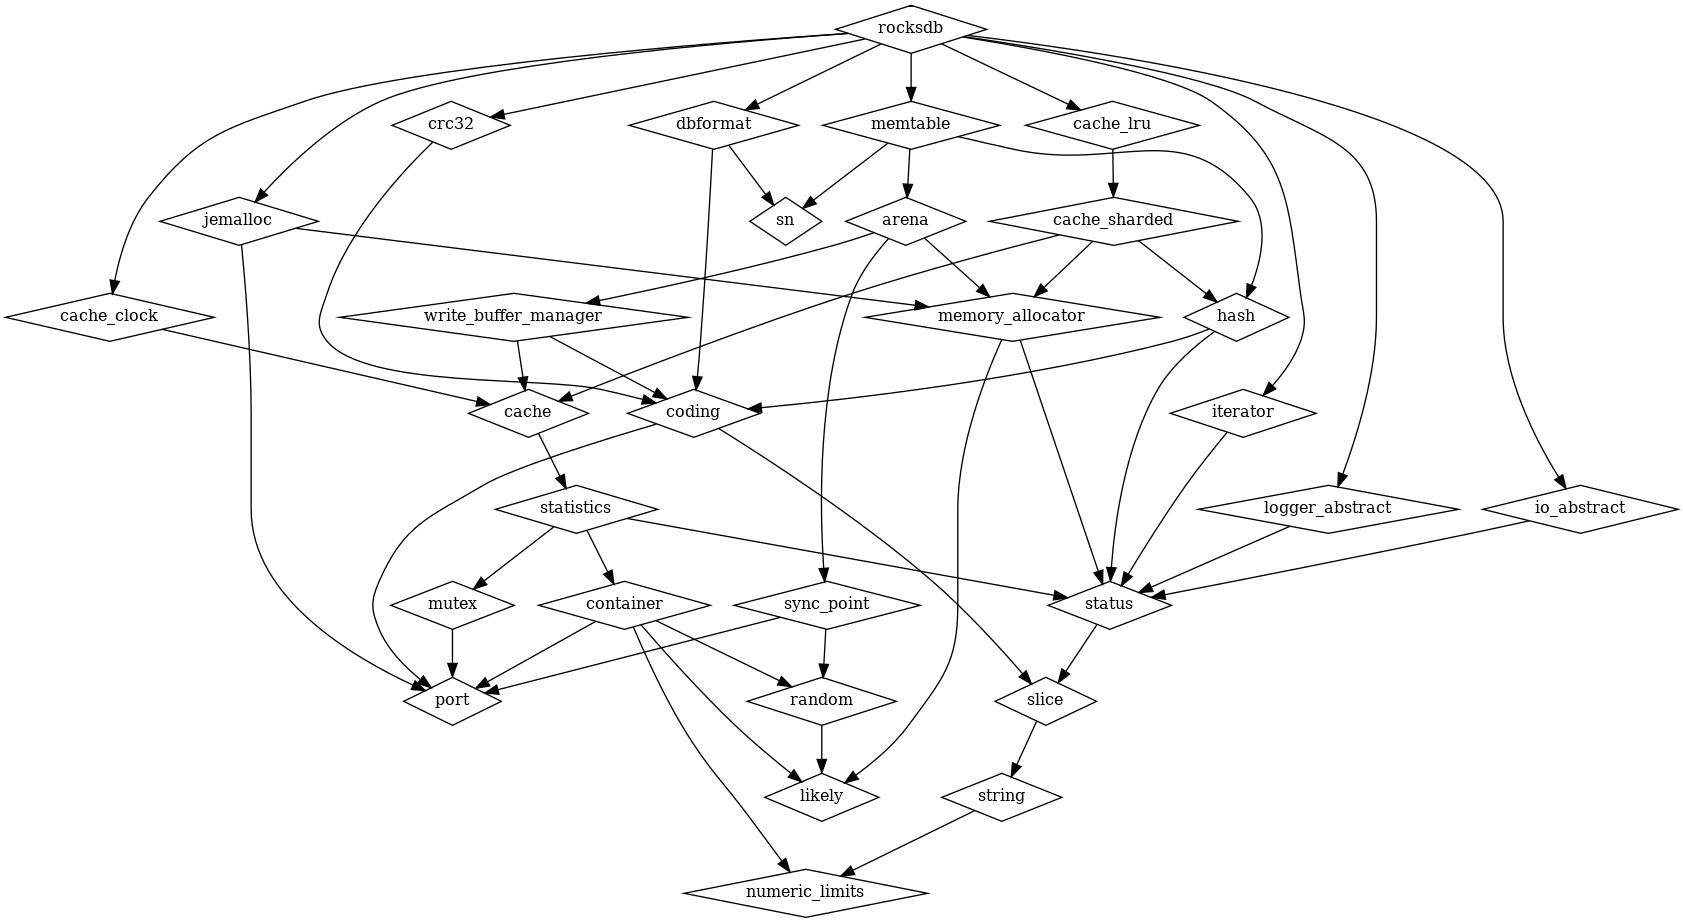 rocksdb
crc32
dbformat
memtable
cache_lru
jemalloc
sn
arena
cache_sharded
cache_clock
write_buffer_manager
memory_allocator
hash
cache
coding
iterator
statistics
logger_abstract
io_abstract
mutex
container
sync_point
status
port
random
slice
likely
string
numeric_limits